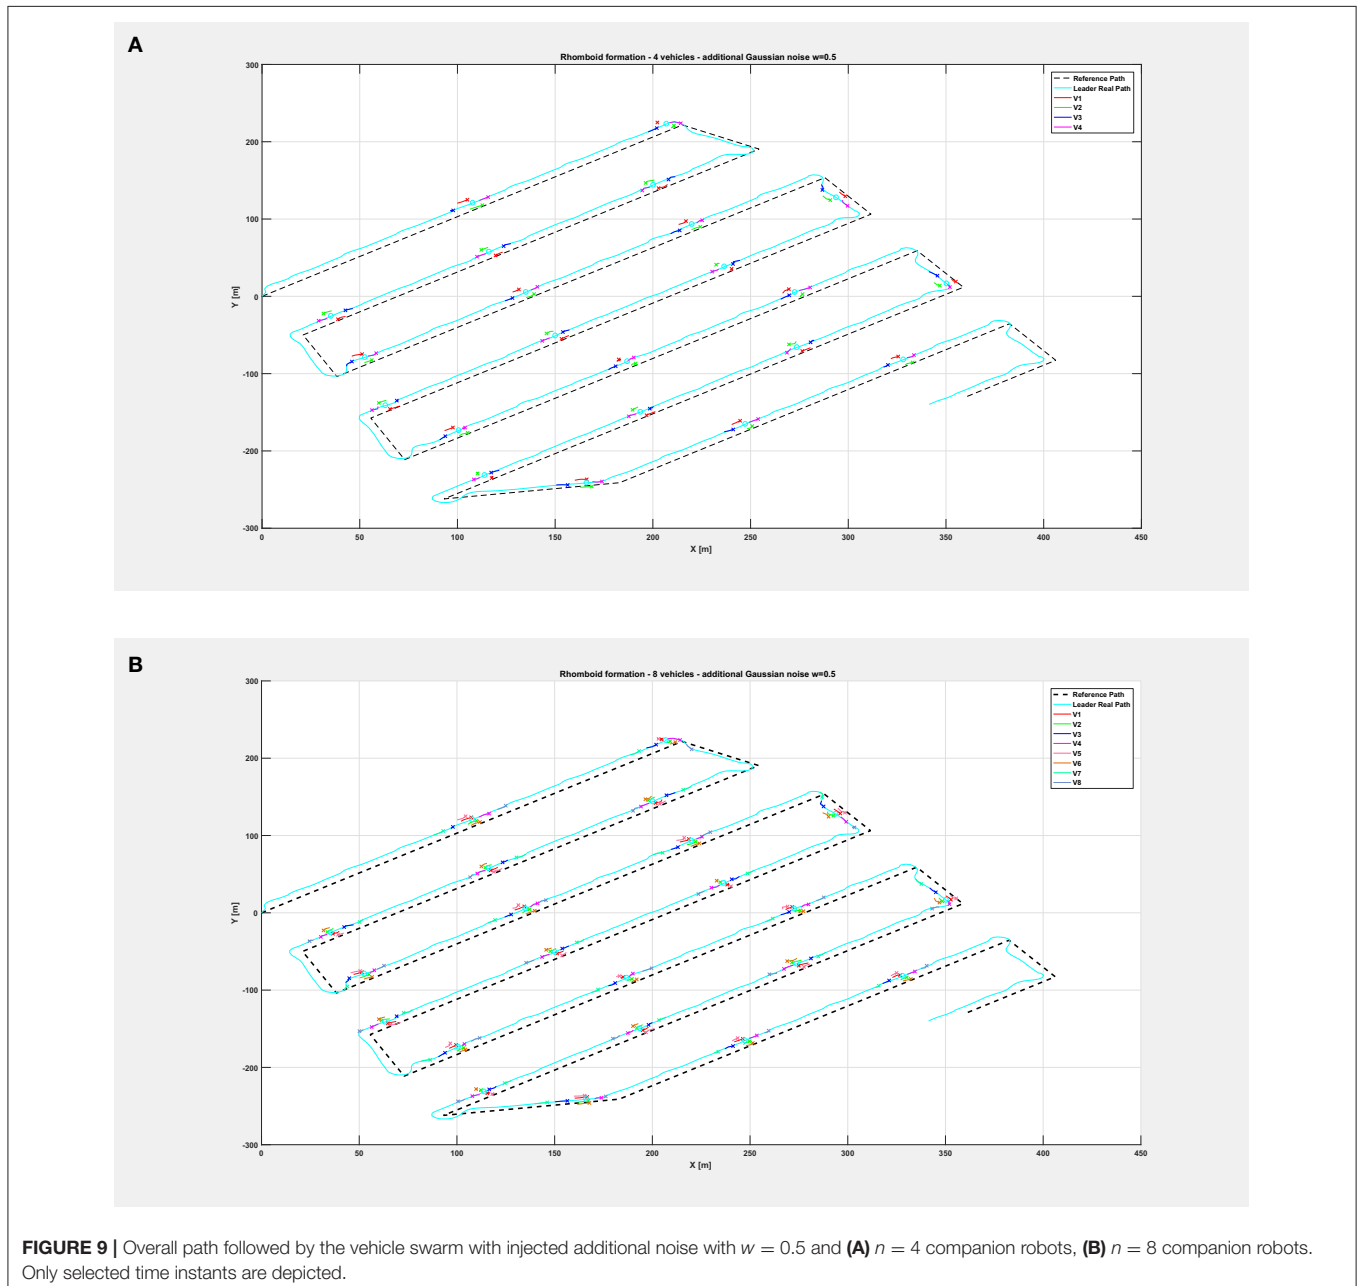 A
Rhomboid formation - 4 vehicles - additional Gaussian noise w=0.5
300
200
100
0
-100
-200
-300
Y [m]
0 50 100 150 200 250 300 350 400 450
X [m]
Reference Path
Leader Real Path
V1
V2
V3
V4
B
Rhomboid formation - 8 vehicles - additional Gaussian noise w=0.5
300
200
100
0
-100
-200
-300
Y [m]
0 50 100 150 200 250 300 350 400 450
X [m]
Reference Path
Leader Real Path
V1
V2
V3
V4
V5
V6
V7
V8
FIGURE 9 | Overall path followed by the vehicle swarm with injected additional noise with w = 0.5 and (A) n = 4 companion robots, (B) n = 8 companion robots.
Only selected time instants are depicted.